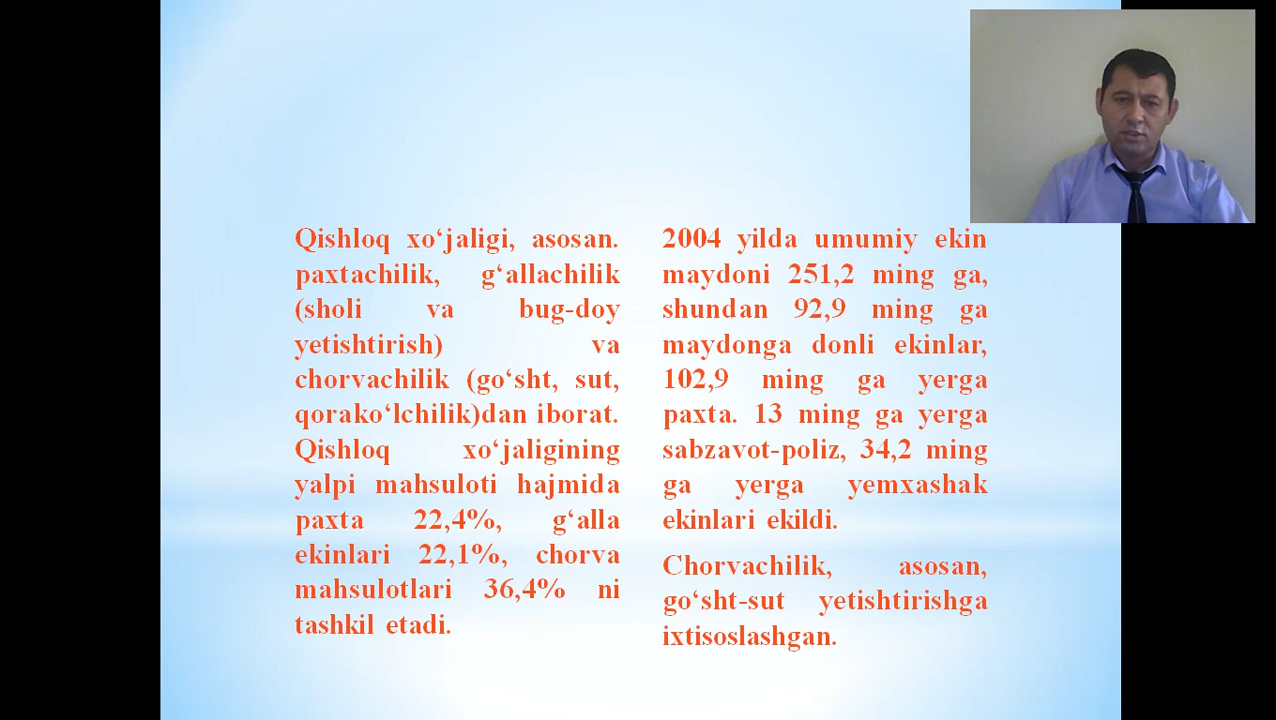 Qishloq xo‘jaligi, asosan.
paxtachilik, g‘allachilik
(sholi va bug-doy
yetishtirish) va
chorvachilik (go‘sht, sut,
qorako‘lchilik)dan iborat.
Qishloq xo‘jaligining
yalpi mahsuloti hajmida
paxta 22,4%, g‘alla
ekinlari 22,1%, chorva
mahsulotlari 36,4% ni
tashkil etadi.
2004 yilda umumiy ekin
maydoni 251,2 ming ga,
shundan 92,9 ming ga
maydonga donli ekinlar,
102,9 ming ga yerga
paxta. 13 ming ga yerga
sabzavot-poliz, 34,2 ming
ga yerga yemxashak
ekinlari ekildi.
Chorvachilik, asosan,
go‘sht-sut yetishtirishga
ixtisoslashgan.